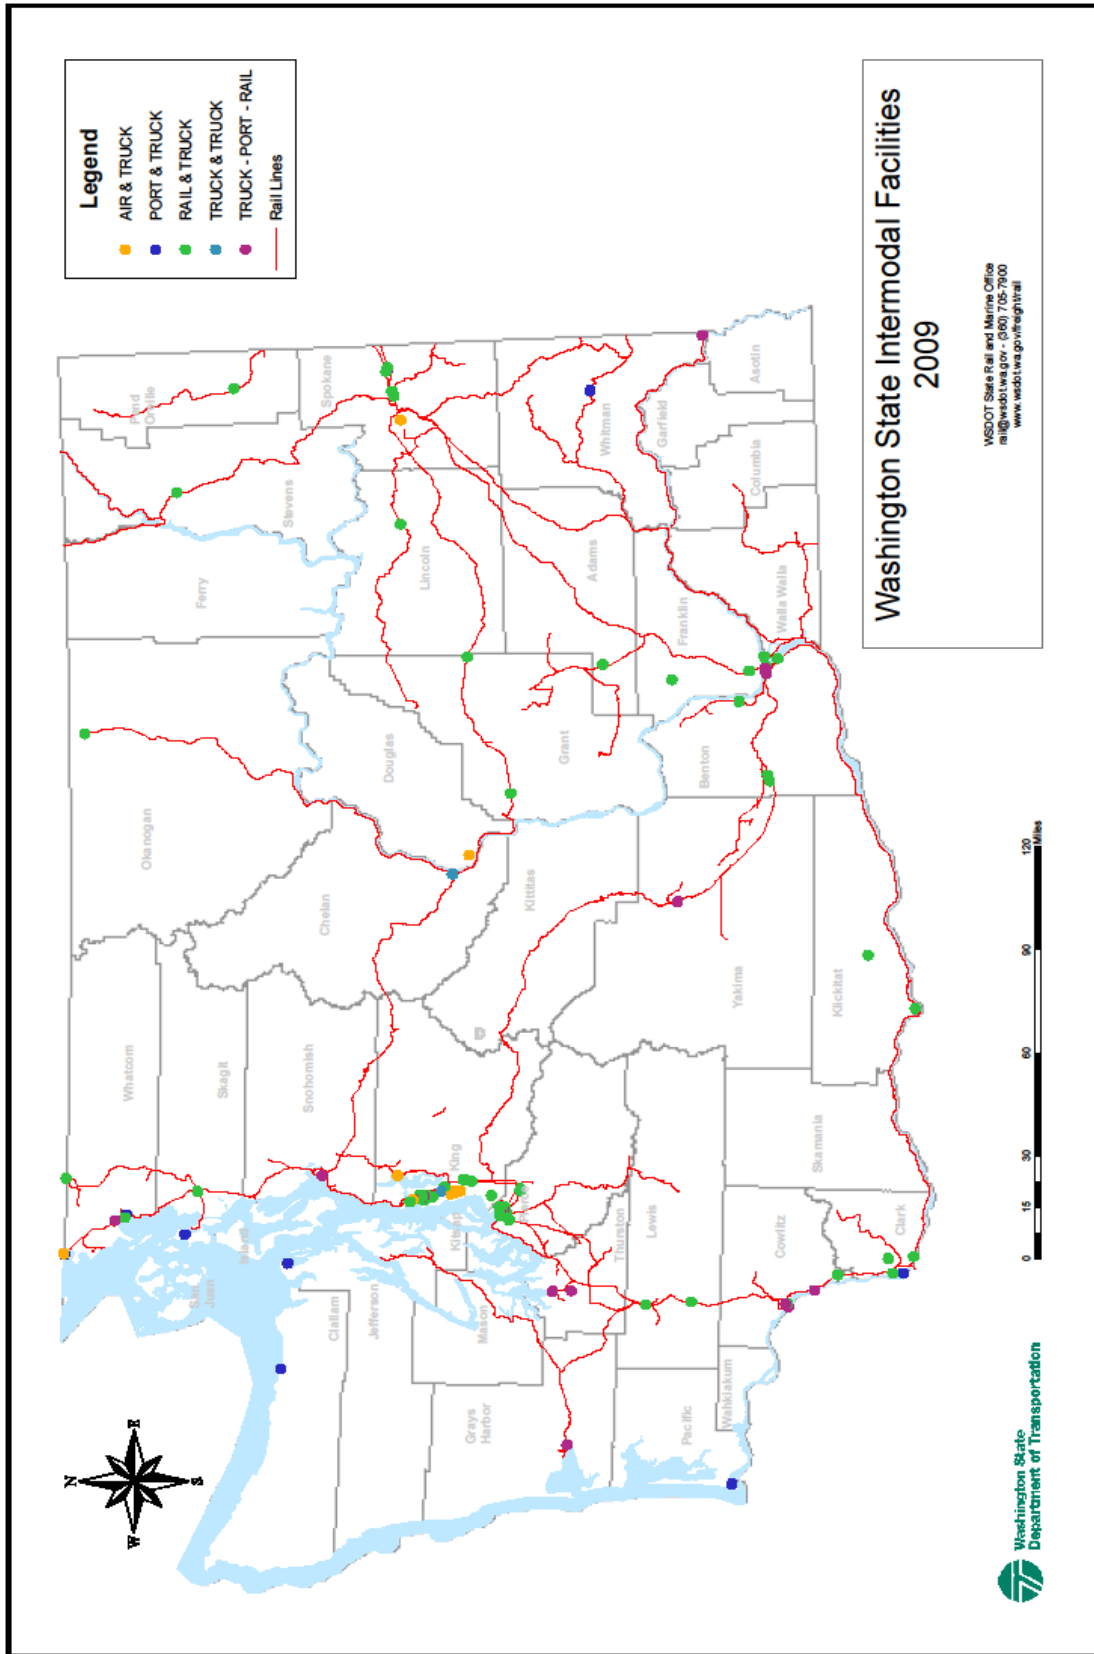 Legend
AIR & TRUCK
PORT & TRUCK
RAIL & TRUCK
TRUCK & TRUCK
TRUCK - PORT - RAIL
Rail Lines
Whatcom
Okanogan
Ferry
Stevens
Pend
Orville
San
Juan
Skagit
Island
Snohomish
Chelan
Douglas
Lincoln
Spokane
Clallam
Jefferson
Kitsap
King
Mason
Grays
Harbor
Pierce
Kittitas
Grant
Adams
Whitman
Thurston
Lewis
Pacific
Wahkiakum
Cowlitz
Yakima
Benton
Franklin
Walla Walla
Columbia
Garfield
Asotin
Skamania
Klickitat
Clark
N
W
E
S
0
15
30
60
90
120
Miles
Washington State Intermodal Facilities
2009
WSDOT State Rail and Marine Office
rail@wsdot.wa.gov - (360) 705-7900
www.wsdot.wa.gov/freight/rail
Washington State
Department of Transportation